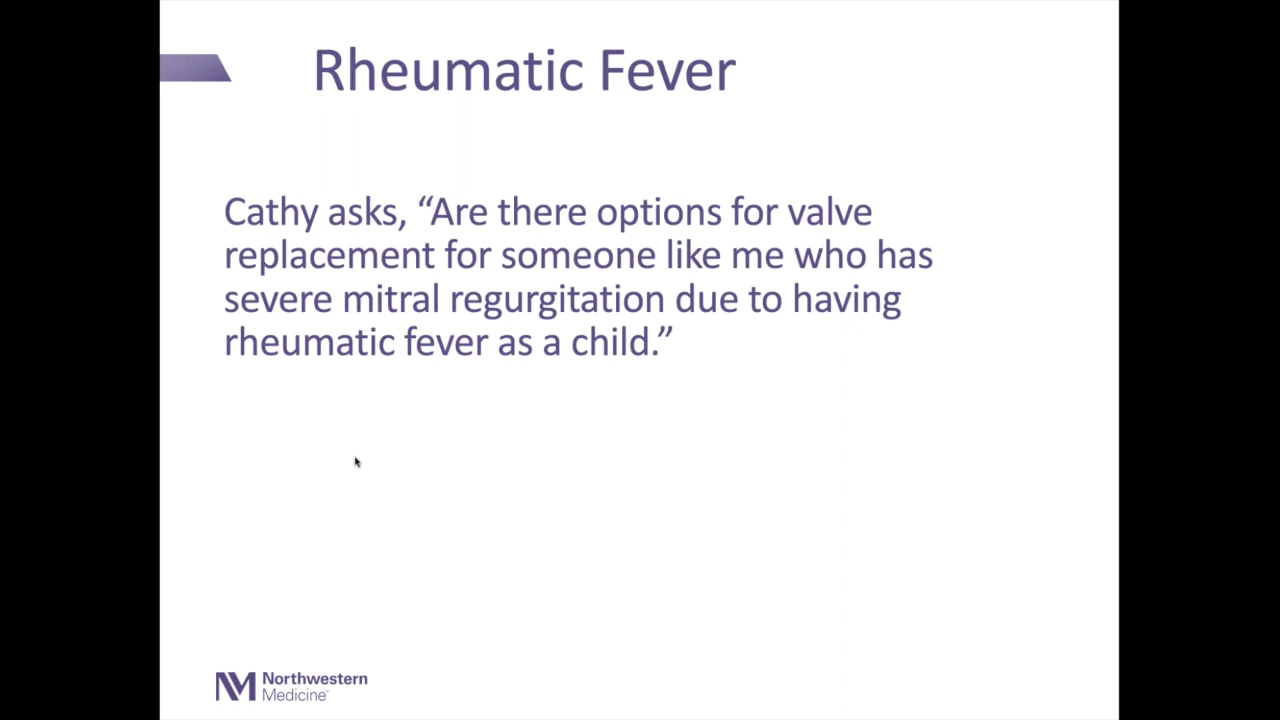 Rheumatic Fever
Cathy asks, “Are there options for valve
replacement for someone like me who has
severe mitral regurgitation due to having
rheumatic fever as a child.”
Northwestern
Medicine